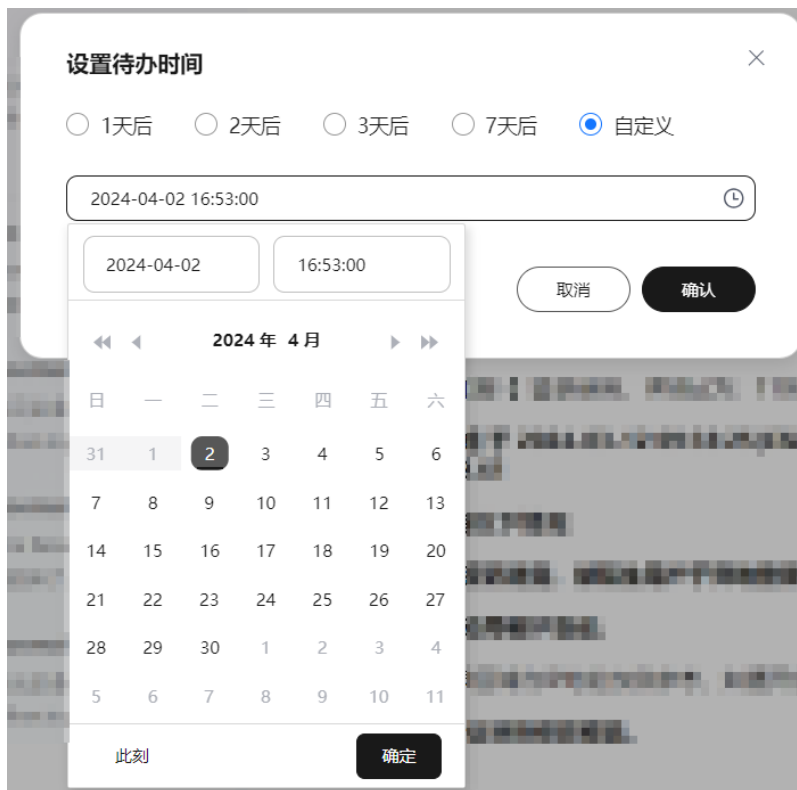 设置待办时间
1天后 2天后 3天后 7天后 自定义
2024-04-02 16:53:00
2024-04-02 16:53:00
取消 确认
2024 年 4 月
日 一 二 三 四 五 六
31 1 2 3 4 5 6
7 8 9 10 11 12 13
14 15 16 17 18 19 20
21 22 23 24 25 26 27
28 29 30 1 2 3 4
5 6 7 8 9 10 11
此刻 确定